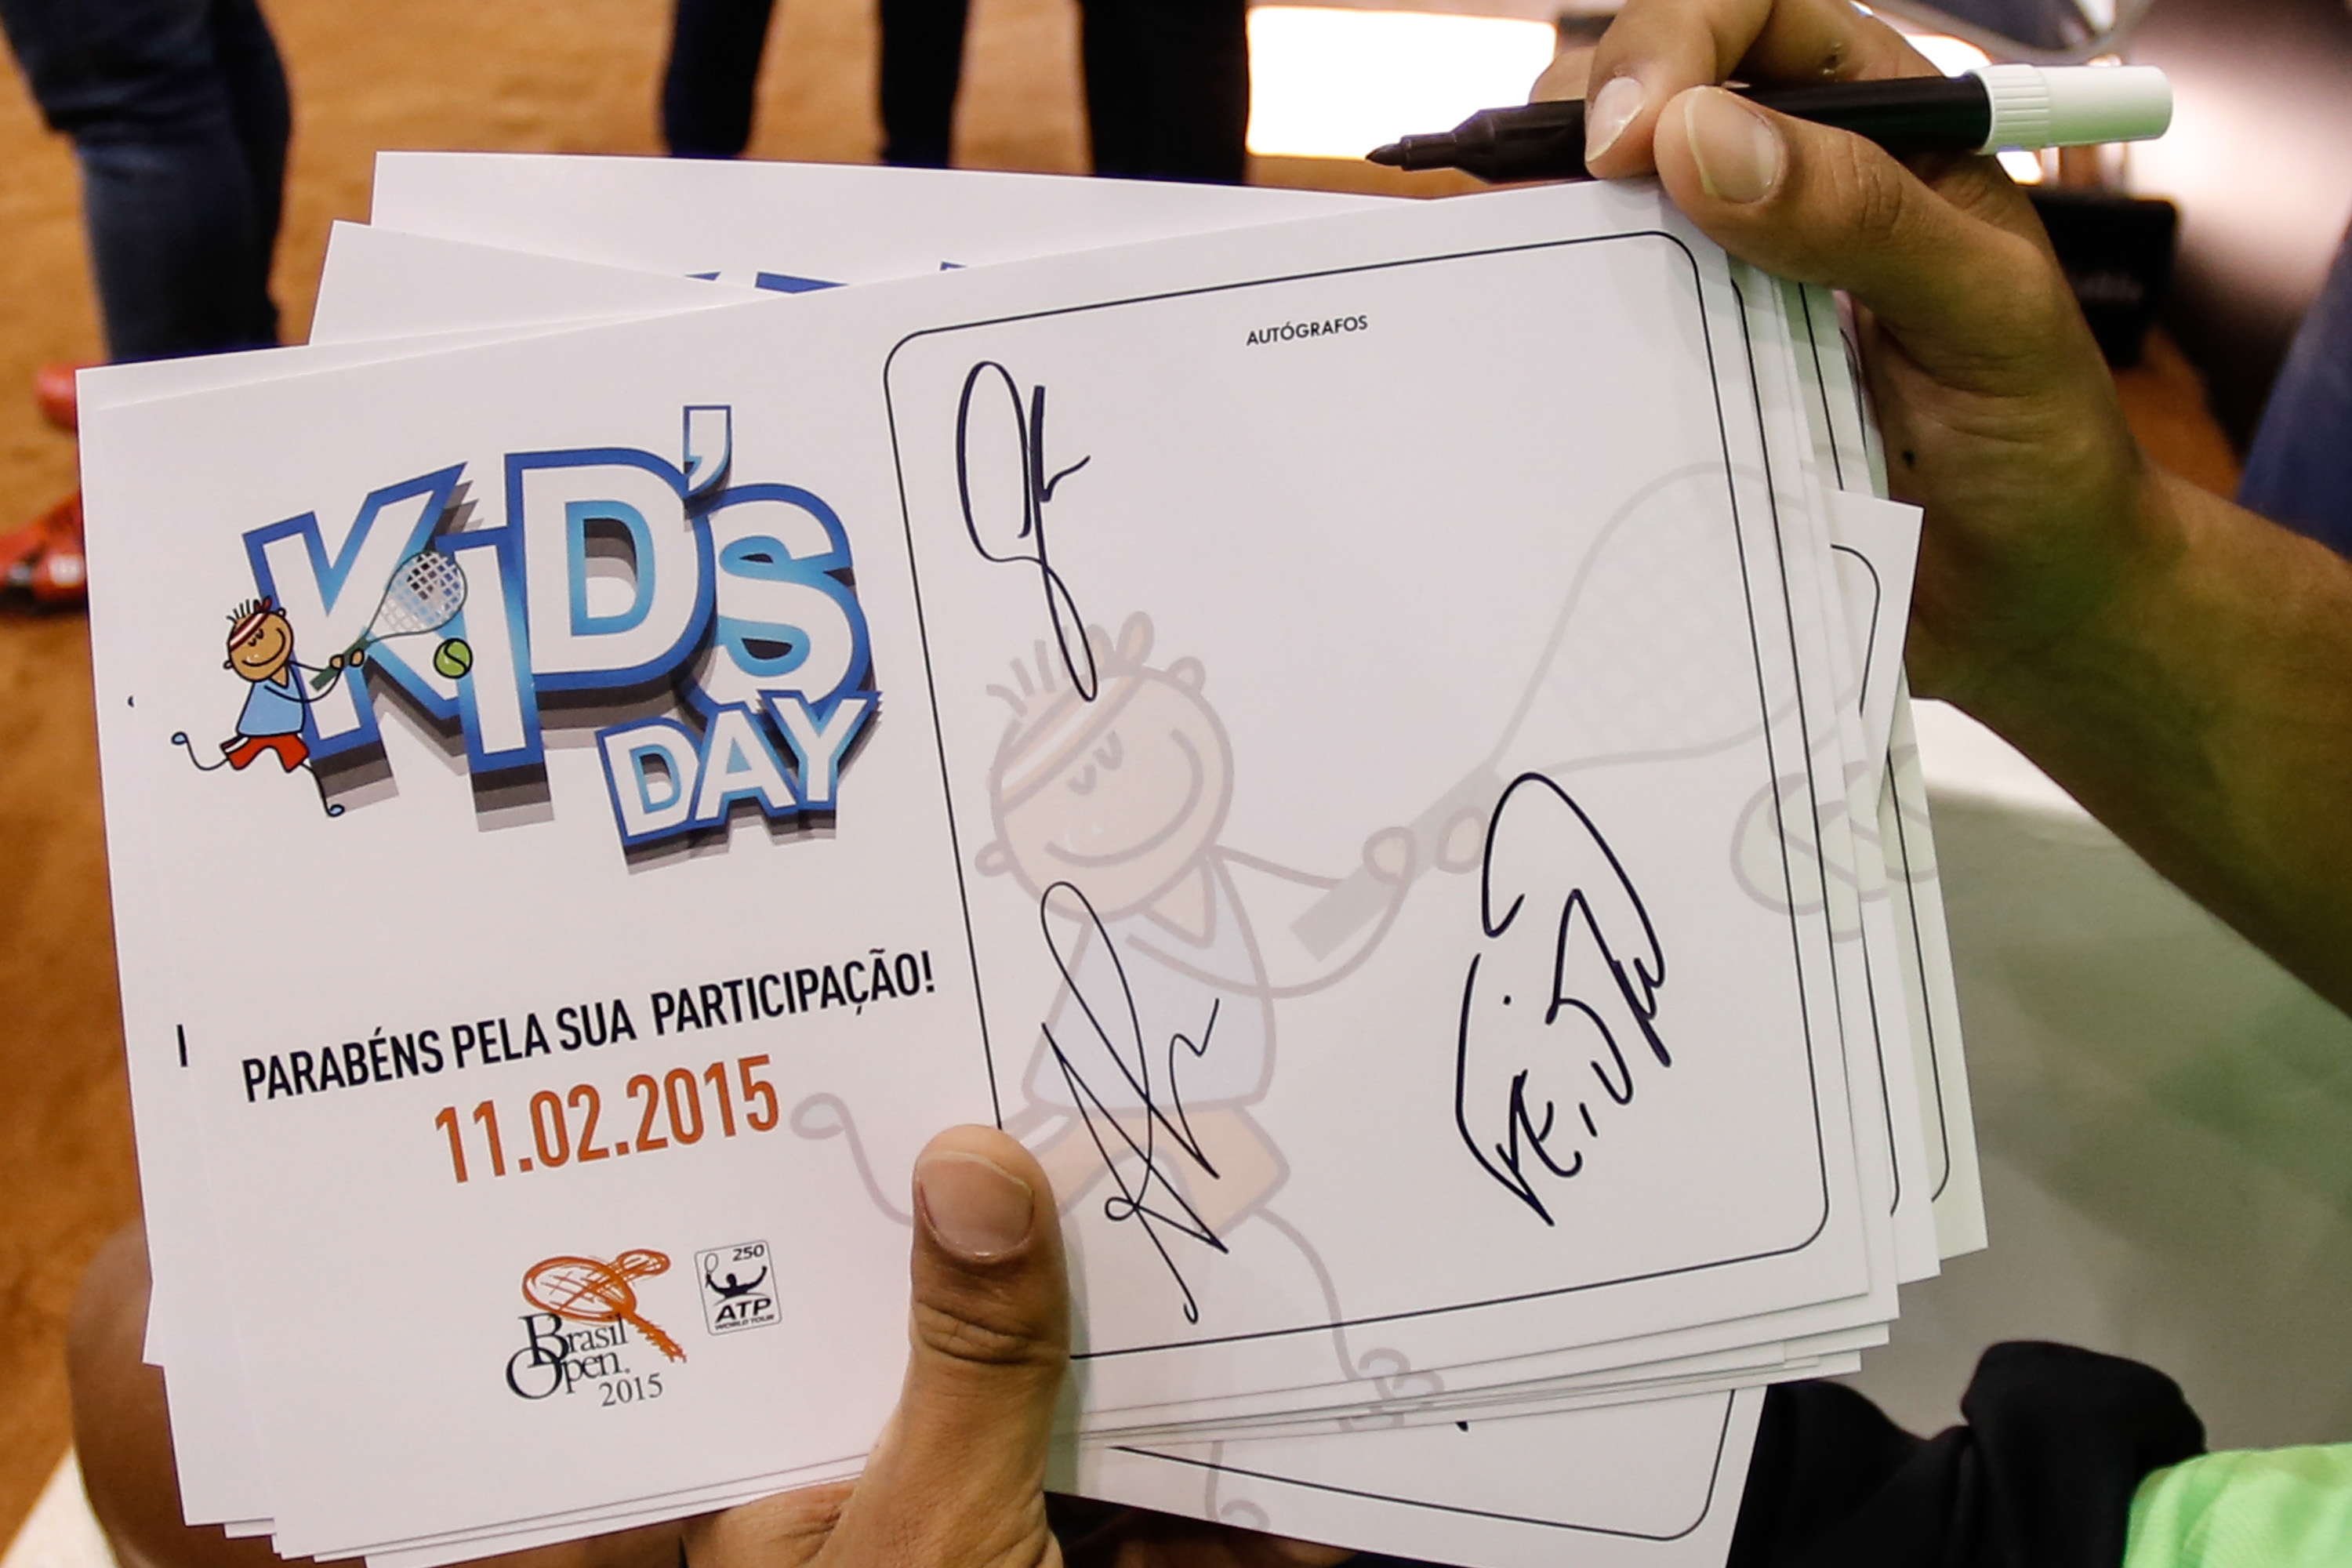 AUTÓGRAFOS
KiD's
DAY
PARABÉNS PELA SUA PARTICIPAÇÃO!
11.02.2015
Brasil
Open.
2015
250
ATP
WORLD TOUR